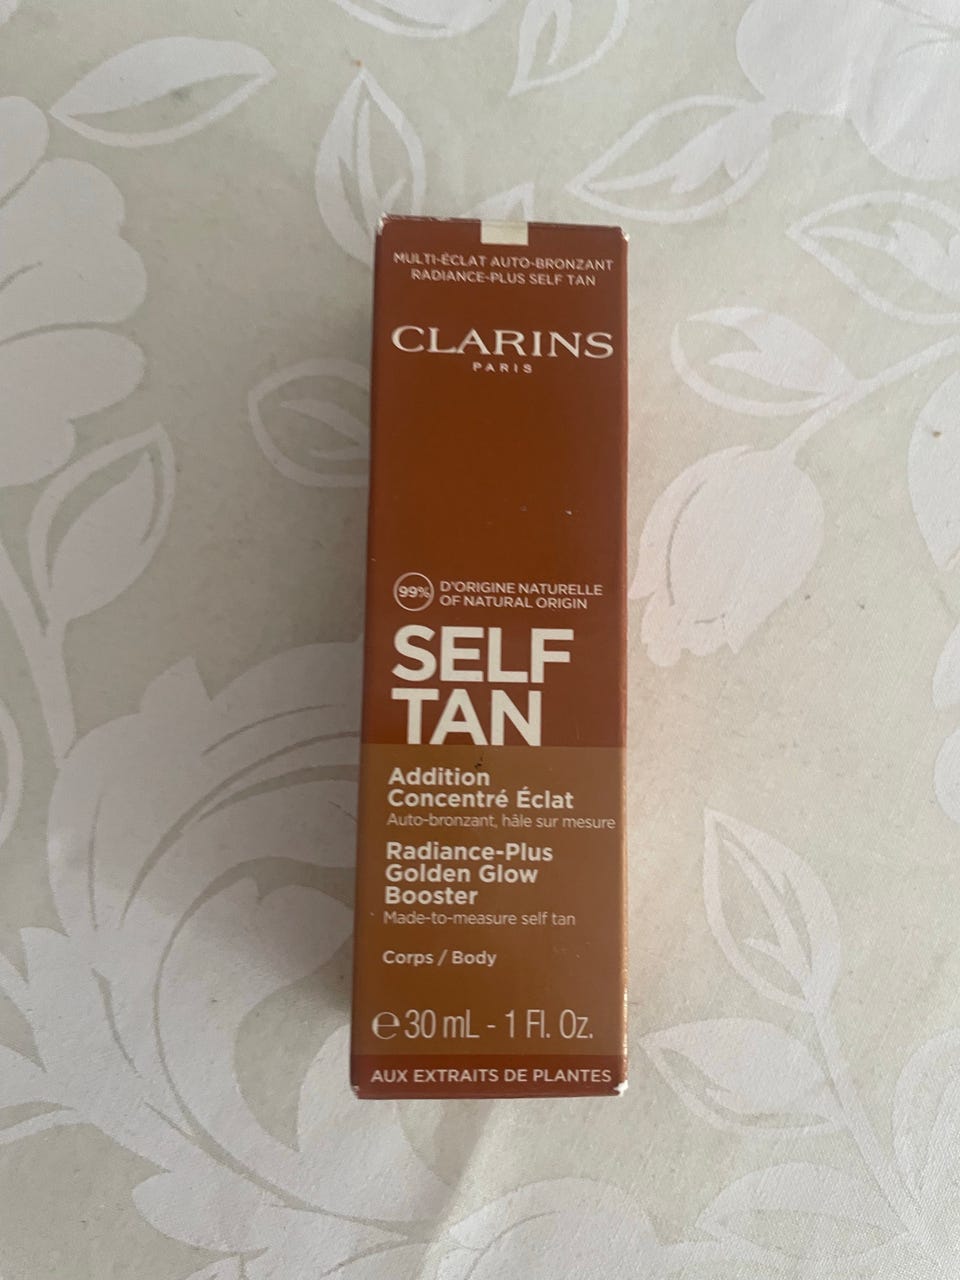 MULTI-ÉCLAT AUTO-BRONZANT
RADIANCE-PLUS SELF TAN
CLARINS
PARIS
99% D'ORIGINE NATURELLE
OF NATURAL ORIGIN
SELF
TAN
Addition
Concentré Éclat
Auto-bronzant, hâle sur mesure
Radiance-Plus
Golden Glow
Booster
Made-to-measure self tan
Corps / Body
℮ 30 mL - 1 Fl. Oz.
AUX EXTRAITS DE PLANTES